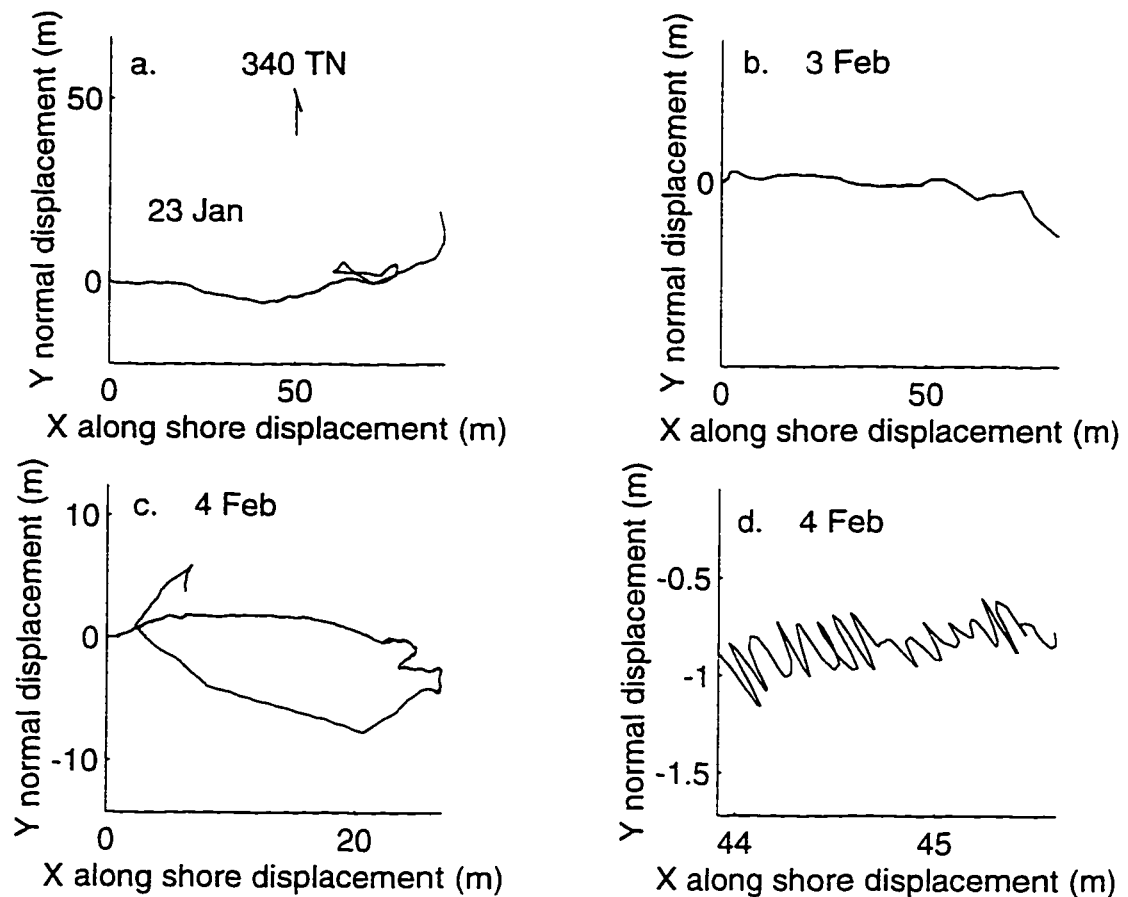 Y normal displacement (m)
a. 340 TN
50
23 Jan
0
0 50
X along shore displacement (m)
Y normal displacement (m)
b. 3 Feb
0
0 50
X along shore displacement (m)
Y normal displacement (m)
10
c. 4 Feb
0
-10
0 20
X along shore displacement (m)
Y normal displacement (m)
d. 4 Feb
-0.5
-1
-1.5
44 45
X along shore displacement (m)